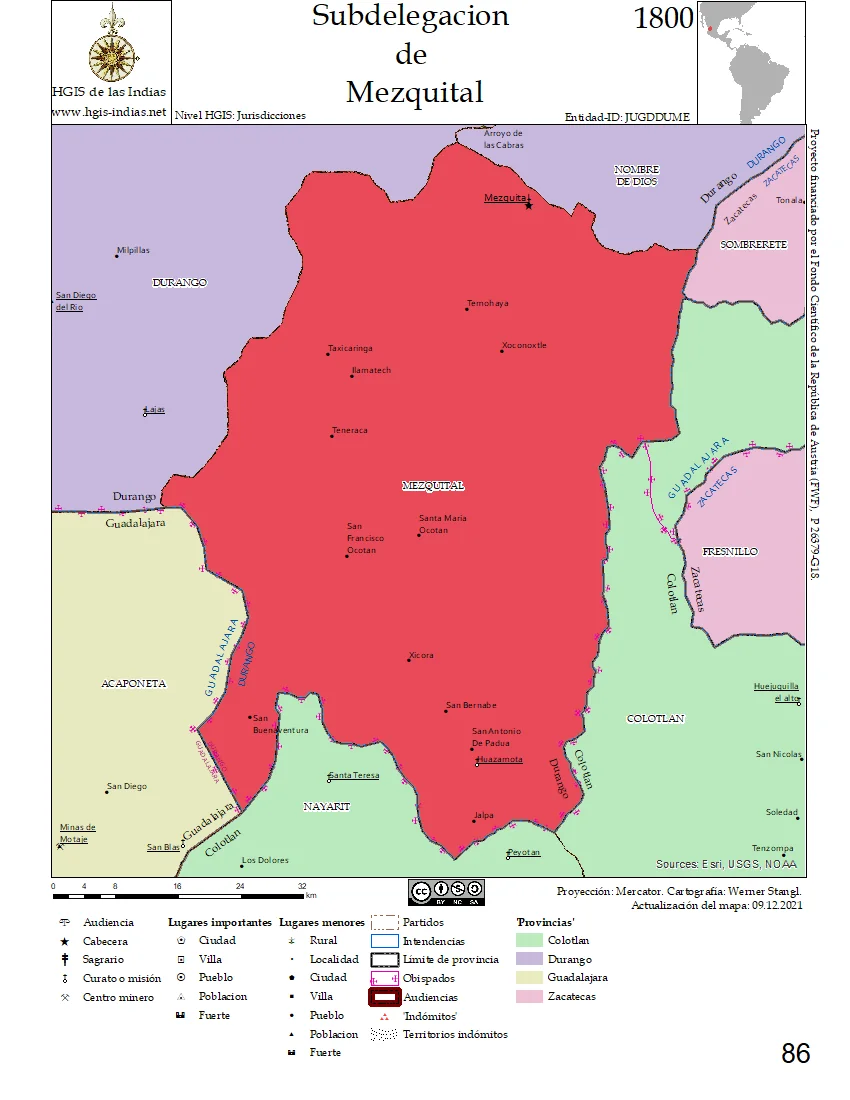 Subdelegacion
de
Mezquital
1800
HGIS de las Indias
www.hgis-indias.net
Nivel HGIS: Jurisdicciones
Entidad-ID: JUGDDUME
Arroyo de
las Cabras
NOMBRE
DE DIOS
Durango
DURANGO
Zacatecas
ZACATECAS
Tonala
Mezquital
SOMBRERETE
Milpillas
DURANGO
San Diego
del Rio
Temohaya
Taxicaringa
Xoconoxtle
Ilamatech
Lajas
Teneraca
GUADALAJARA
ZACATECAS
MEZQUITAL
Durango
Guadalajara
San
Francisco
Ocotan
Santa Maria
Ocotan
FRESNILLO
Colotlan
Zacatecas
GUADALAJARA
DURANGO
Xicora
ACAPONETA
Huejuquilla
el alto
San Bernabe
COLOTLAN
San
Buenaventura
San Antonio
De Padua
San Nicolas
Huazamota
Durango
Colotlan
DURANGO
GUADALAJARA
Santa Teresa
San Diego
NAYARIT
Jalpa
Soledad
Minas de
Motaje
Guadalajara
Colotlan
San Blas
Peyotan
Tenzompa
Los Dolores
Sources: Esri, USGS, NOAA
Proyecto financiado por el Fondo Científico de la República de Austria (FWF), P 26379-G18.
0 4 8 16 24 32
km
CC
BY NC SA
Proyección: Mercator. Cartografía: Werner Stangl.
Actualización del mapa: 09.12.2021
Audiencia
Cabecera
Sagrario
Curato o misión
Centro minero
Lugares importantes
Ciudad
Villa
Pueblo
Poblacion
Fuerte
Lugares menores
Rural
Localidad
Ciudad
Villa
Pueblo
Poblacion
Fuerte
Partidos
Intendencias
Límite de provincia
Obispados
Audiencias
'Indómitos'
Territorios indómitos
'Provincias'
Colotlan
Durango
Guadalajara
Zacatecas
86